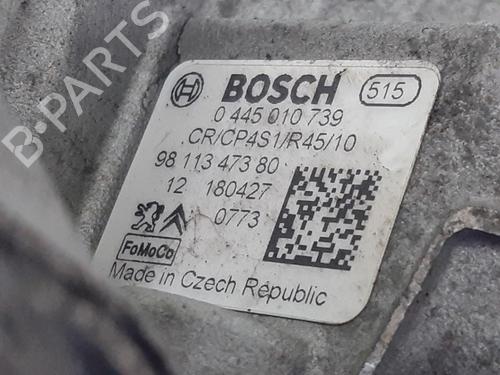 B-PARTS
BOSCH 515
0 445 010 739
CR/CP4S1/R45/10
98 113 473 80
12 180427
0773
FoMoCo
Made in Czech Republic